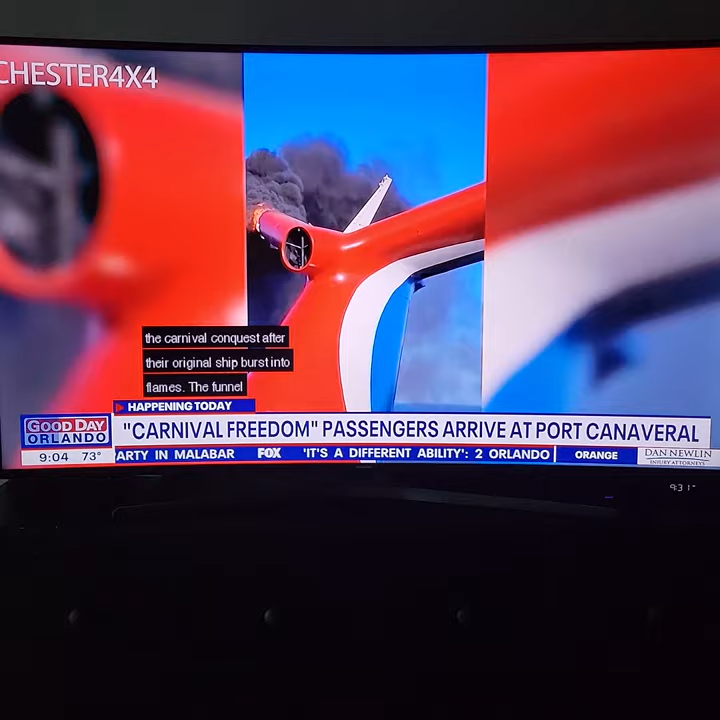 CHESTER4X4
the carnival conquest after
their original ship burst into
flames. The funnel
HAPPENING TODAY
GOOD DAY
ORLANDO
"CARNIVAL FREEDOM" PASSENGERS ARRIVE AT PORT CANAVERAL
9:04 73°
ARTY IN MALABAR FOX 'IT'S A DIFFERENT ABILITY': 2 ORLANDO ORANGE
DAN NEWLIN
INJURY ATTORNEYS